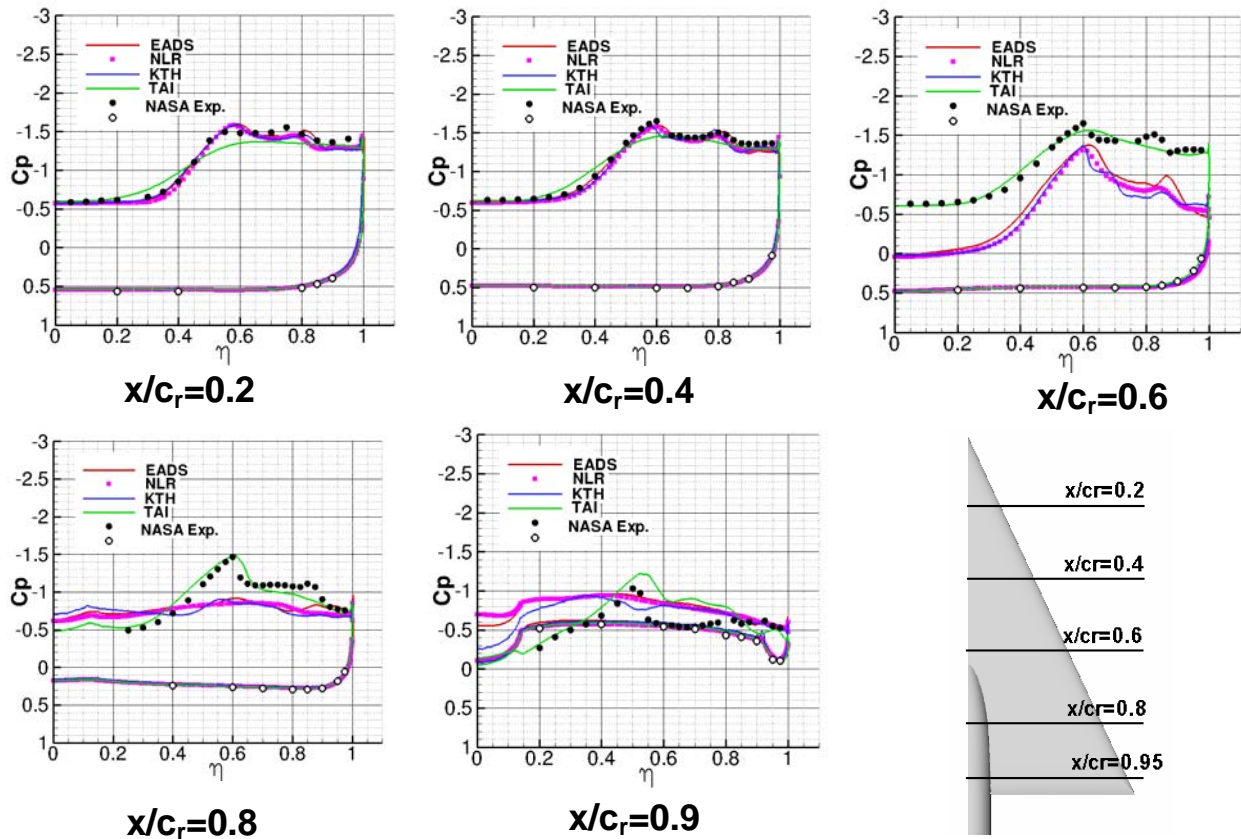 -3
-2.5
-2
-1.5
-1
-0.5
0
0.5
1
Cp
EADS
NLR
KTH
TAI
NASA Exp.
0 0.2 0.4 0.6 0.8 1
η
x/cr=0.2
-3
-2.5
-2
-1.5
-1
-0.5
0
0.5
1
Cp
EADS
NLR
KTH
TAI
NASA Exp.
0 0.2 0.4 0.6 0.8 1
η
x/cr=0.4
-3
-2.5
-2
-1.5
-1
-0.5
0
0.5
1
Cp
EADS
NLR
KTH
TAI
NASA Exp.
0 0.2 0.4 0.6 0.8 1
η
x/cr=0.6
-3
-2.5
-2
-1.5
-1
-0.5
0
0.5
1
Cp
EADS
NLR
KTH
TAI
NASA Exp.
0 0.2 0.4 0.6 0.8 1
η
x/cr=0.8
-3
-2.5
-2
-1.5
-1
-0.5
0
0.5
1
Cp
EADS
NLR
KTH
TAI
NASA Exp.
0 0.2 0.4 0.6 0.8 1
η
x/cr=0.9
x/cr=0.2
x/cr=0.4
x/cr=0.6
x/cr=0.8
x/cr=0.95